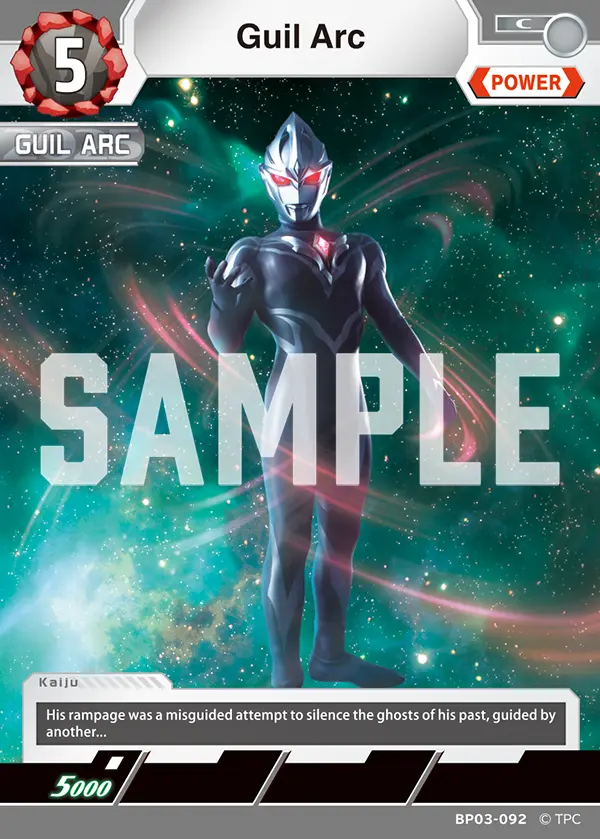 5
Guil Arc
C
POWER
GUIL ARC
SAMPLE
Kaiju
His rampage was a misguided attempt to silence the ghosts of his past, guided by
another...
5000
BP03-092 © TPC